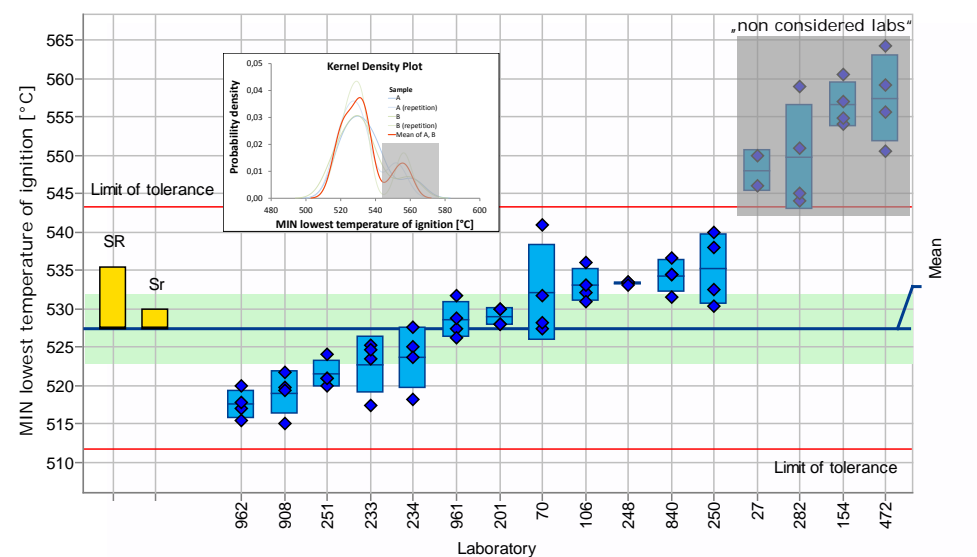 „non considered labs“
MIN lowest temperature of ignition [°C]
565
560
555
550
545
540
535
530
525
520
515
510
Kernel Density Plot
Probability density
0,05
0,04
0,03
0,02
0,01
0,00
Sample
A
A (repetition)
B
B (repetition)
Mean of A, B
480 500 520 540 560 580 600
MIN lowest temperature of ignition [°C]
Limit of tolerance
SR
Sr
Mean
Limit of tolerance
962 908 251 233 234 961 201 70 106 248 840 250 27 282 154 472
Laboratory